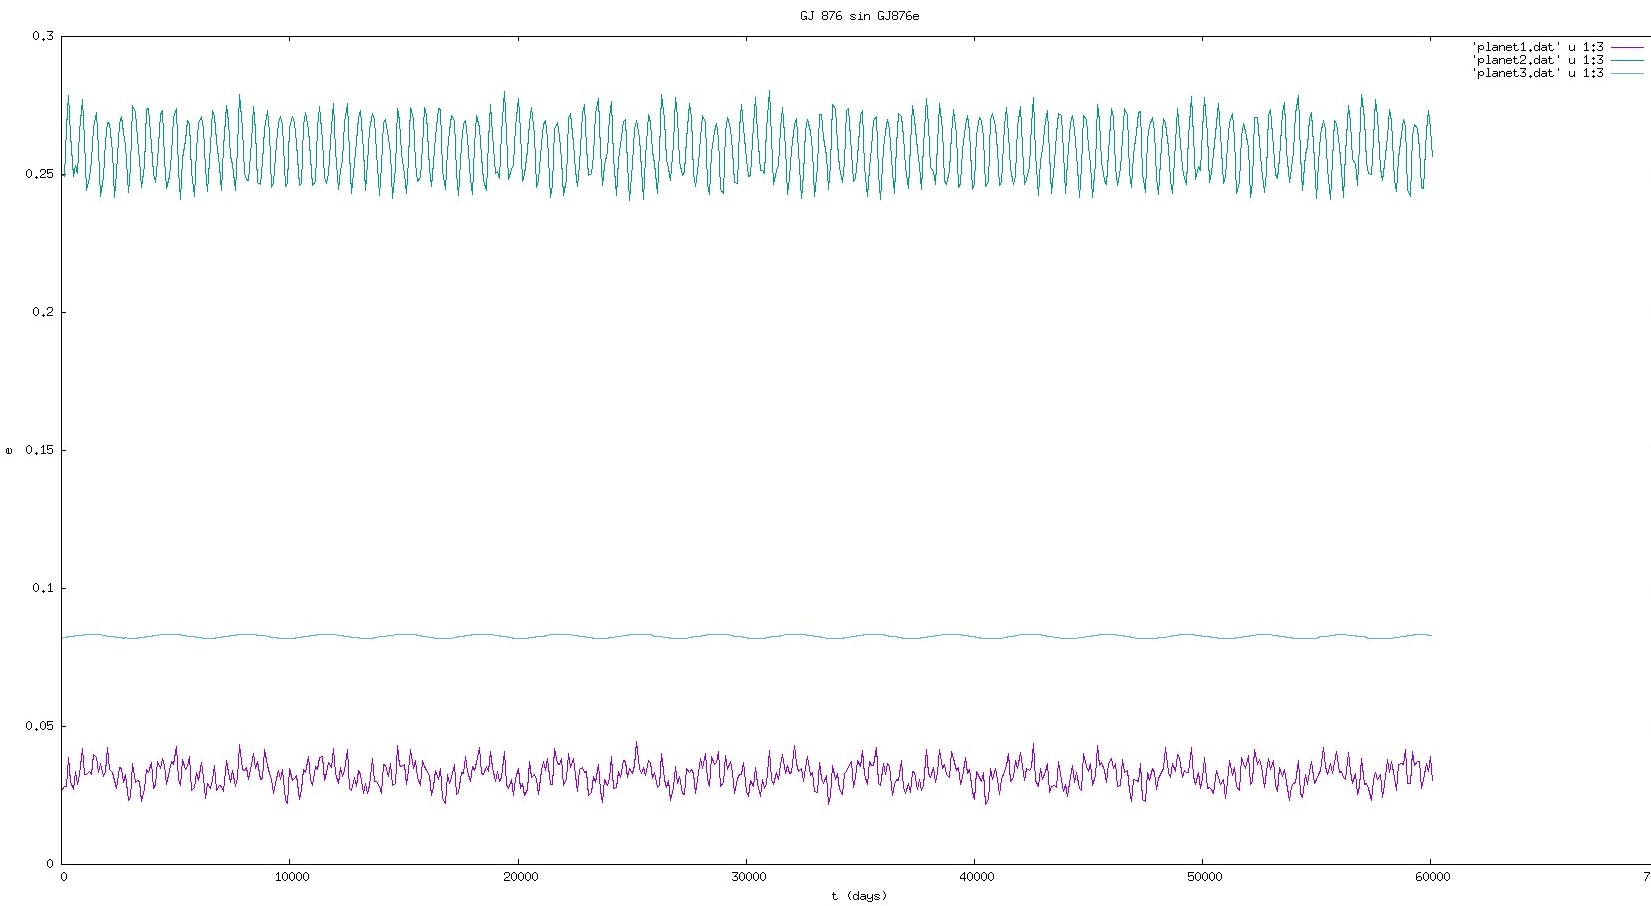 GJ 876 sin GJ876e
'planet1.dat' u 1:3
'planet2.dat' u 1:3
'planet3.dat' u 1:3
0.3
0.25
0.2
0.15
0.1
0.05
0
e
0 10000 20000 30000 40000 50000 60000 7
t (days)